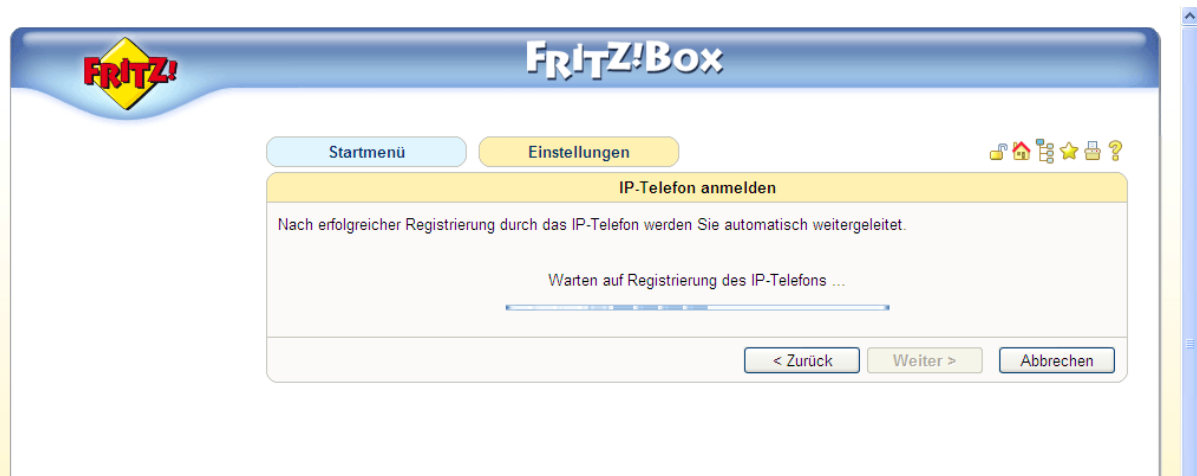 FRITZ!
FRITZ!Box
Startmenü
Einstellungen
IP-Telefon anmelden
Nach erfolgreicher Registrierung durch das IP-Telefon werden Sie automatisch weitergeleitet.
Warten auf Registrierung des IP-Telefons ...
< Zurück
Weiter >
Abbrechen